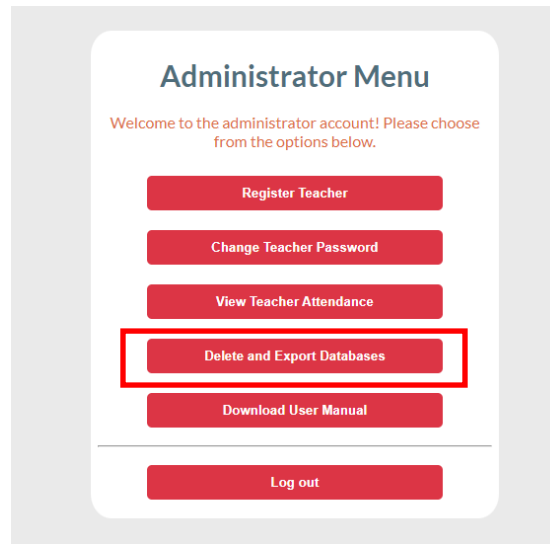 Administrator Menu
Welcome to the administrator account! Please choose
from the options below.
Register Teacher
Change Teacher Password
View Teacher Attendance
Delete and Export Databases
Download User Manual
Log out